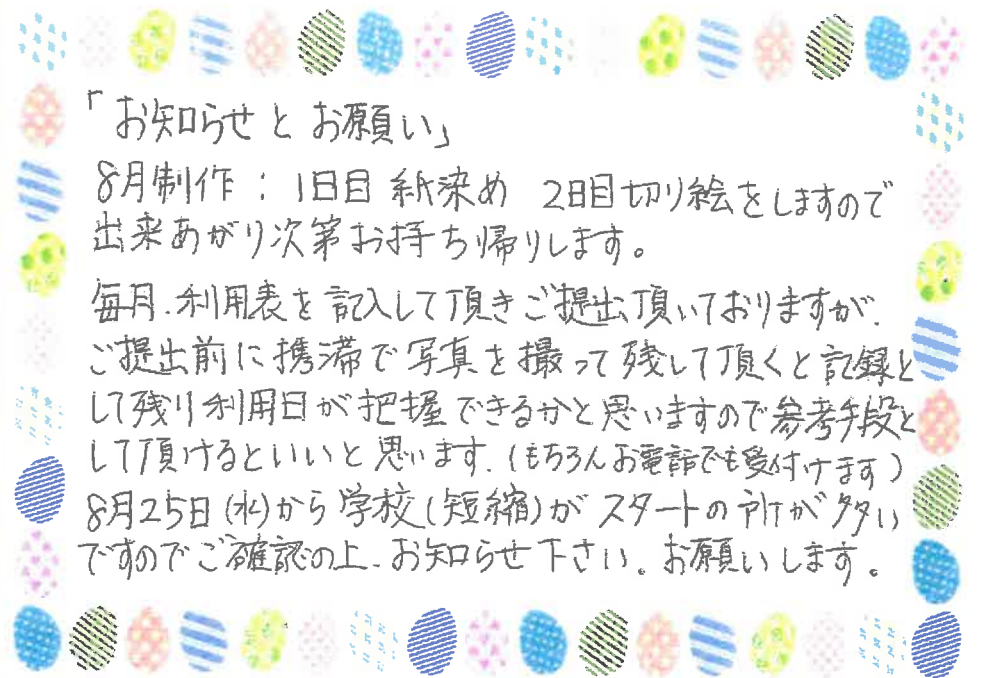 「お知らせとお願い」
8月制作：1日目 紙染め 2日目切り絵をしますので
出来あがり次第お持ち帰りします。
毎月、利用表を記入して頂きご提出頂いておりますが、
ご提出前に携滞で写真を撮って残して頂くと記録と
して残り利用日が把握できるかと思いますので参考手段と
して頂けるといいと思います。(もちろんお電話でも受付けます)
8月25日(水)から学校(短縮)がスタートの所が多い
ですのでご確認の上、お知らせ下さい。お願いします。